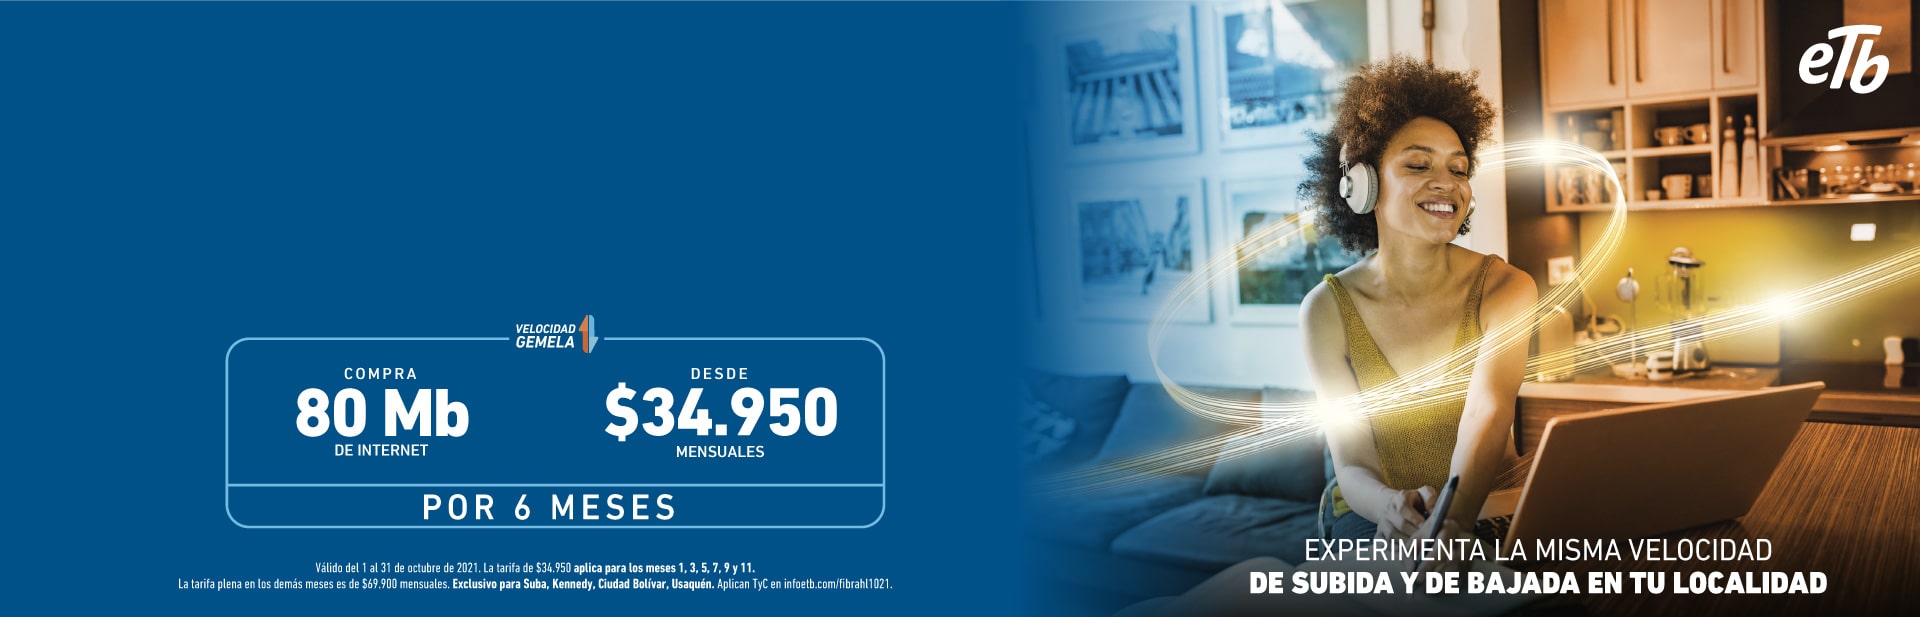 VELOCIDAD
GEMELA
COMPRA
80 Mb
DE INTERNET
DESDE
$34.950
MENSUALES
POR 6 MESES
Válido del 1 al 31 de octubre de 2021. La tarifa de $34.950 aplica para los meses 1, 3, 5, 7, 9 y 11.
La tarifa plena en los demás meses es de $69.900 mensuales. Exclusivo para Suba, Kennedy, Ciudad Bolívar, Usaquén. Aplican TyC en infoetb.com/fibrahl1021.
eTb
EXPERIMENTA LA MISMA VELOCIDAD
DE SUBIDA Y DE BAJADA EN TU LOCALIDAD